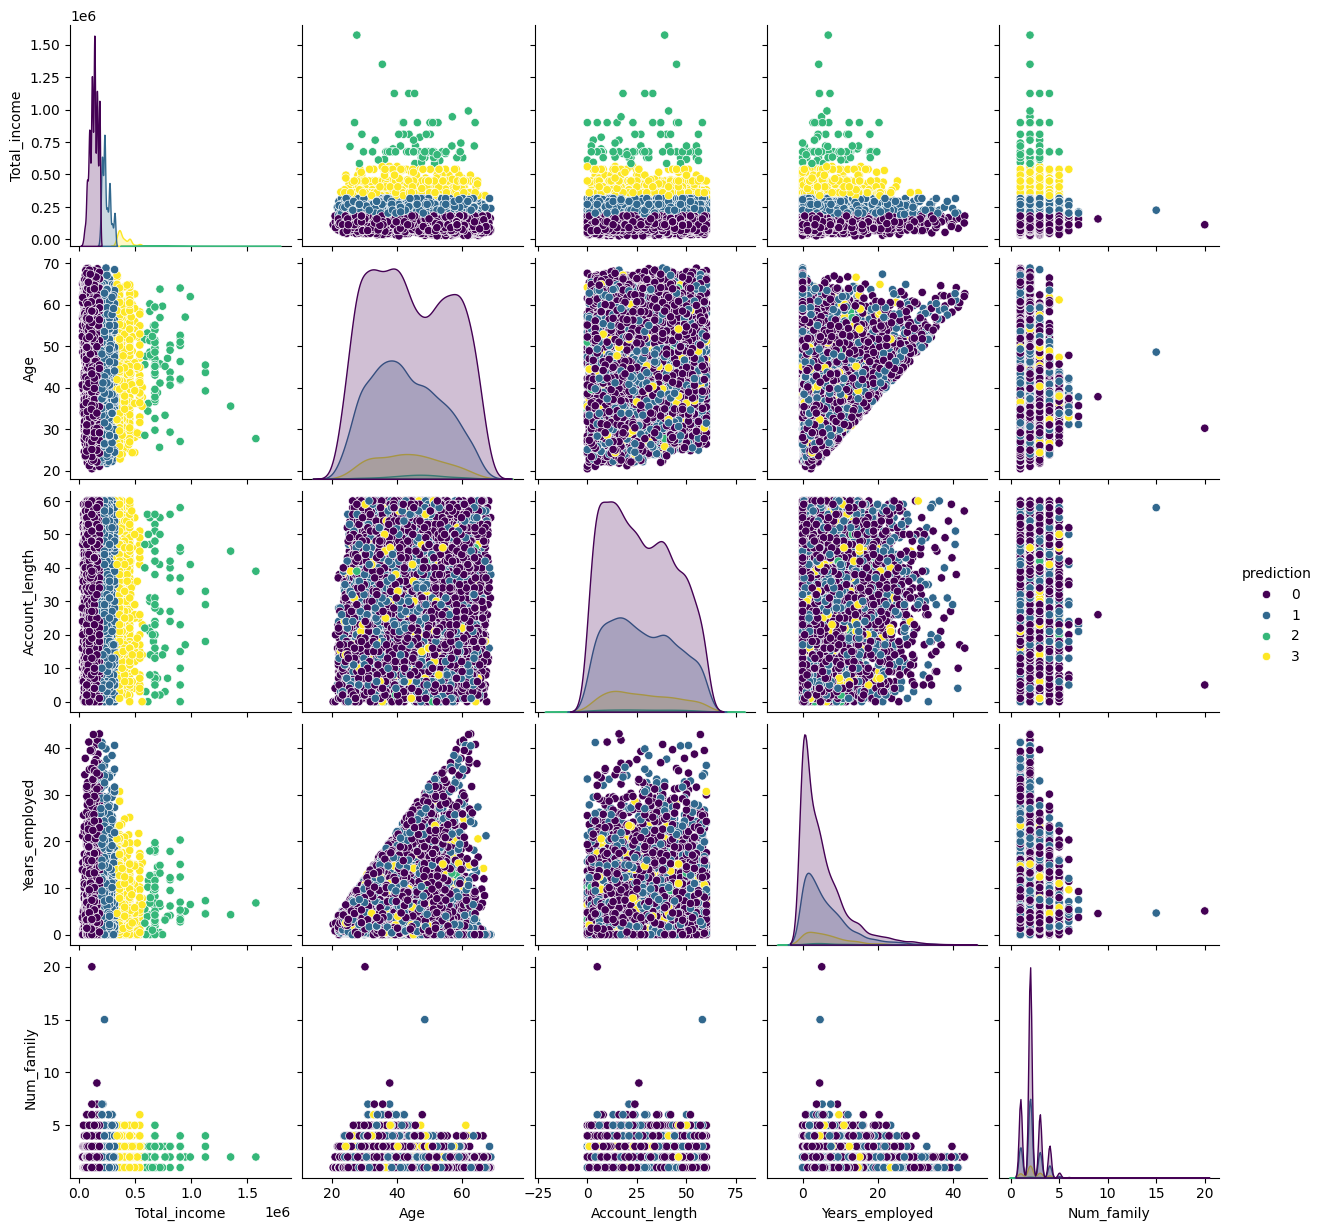 1e6
1.50
1.25
1.00
0.75
0.50
0.25
0.00
Total_income
70
60
50
40
30
20
Age
60
50
40
30
20
10
0
Account_length
prediction
0
1
2
3
40
30
20
10
0
Years_employed
20
15
10
5
Num_family
0.0 0.5 1.0 1.5
1e6
Total_income
20 40 60
Age
−25 0 25 50 75
Account_length
0 20 40
Years_employed
0 5 10 15 20
Num_family